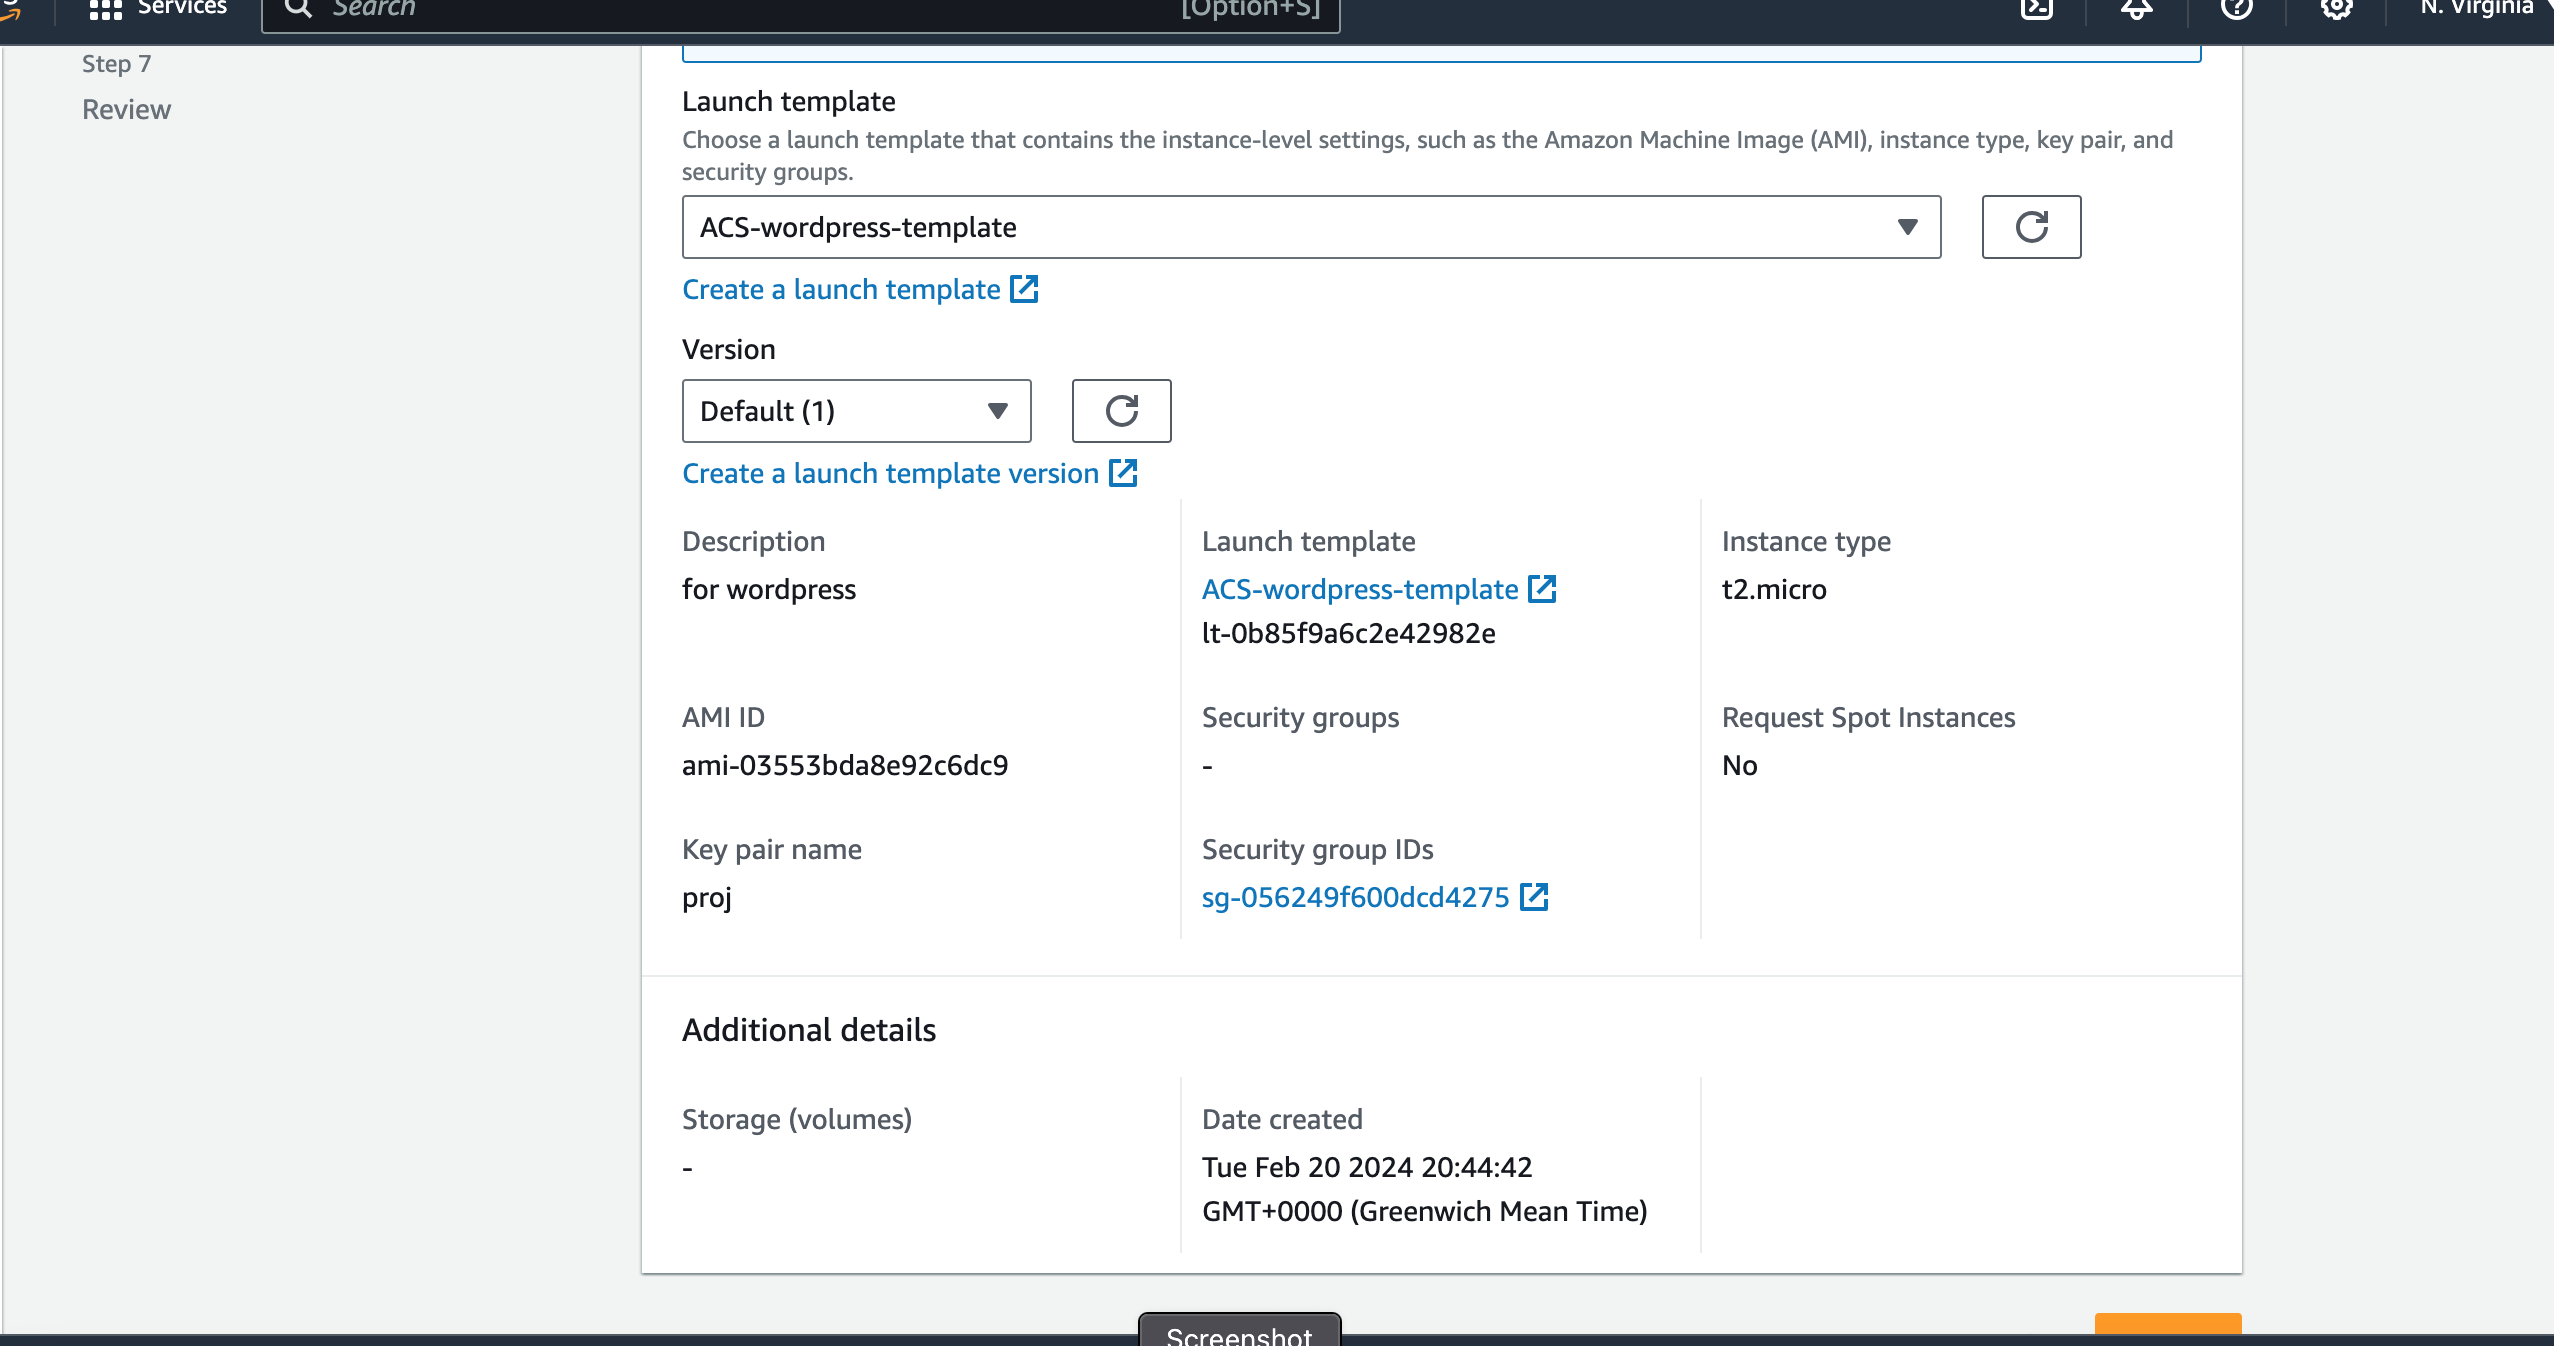 Services
Search
[Option+S]
N. Virginia
Step 7
Review
Launch template
Choose a launch template that contains the instance-level settings, such as the Amazon Machine Image (AMI), instance type, key pair, and
security groups.
ACS-wordpress-template
Create a launch template
Version
Default (1)
Create a launch template version
Description
for wordpress
Launch template
ACS-wordpress-template
lt-0b85f9a6c2e42982e
Instance type
t2.micro
AMI ID
ami-03553bda8e92c6dc9
Security groups
-
Request Spot Instances
No
Key pair name
proj
Security group IDs
sg-056249f600dcd4275
Additional details
Storage (volumes)
-
Date created
Tue Feb 20 2024 20:44:42
GMT+0000 (Greenwich Mean Time)
Screenshot